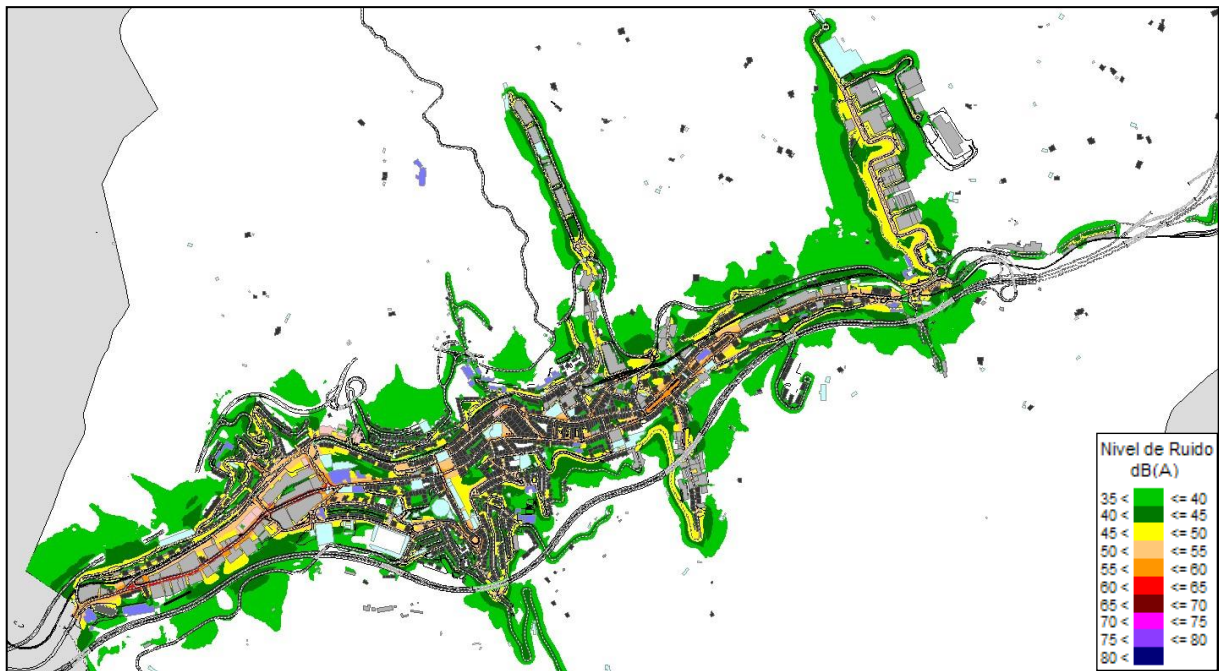 Nivel de Ruido
dB(A)
35 < <= 40
40 < <= 45
45 < <= 50
50 < <= 55
55 < <= 60
60 < <= 65
65 < <= 70
70 < <= 75
75 < <= 80
80 <